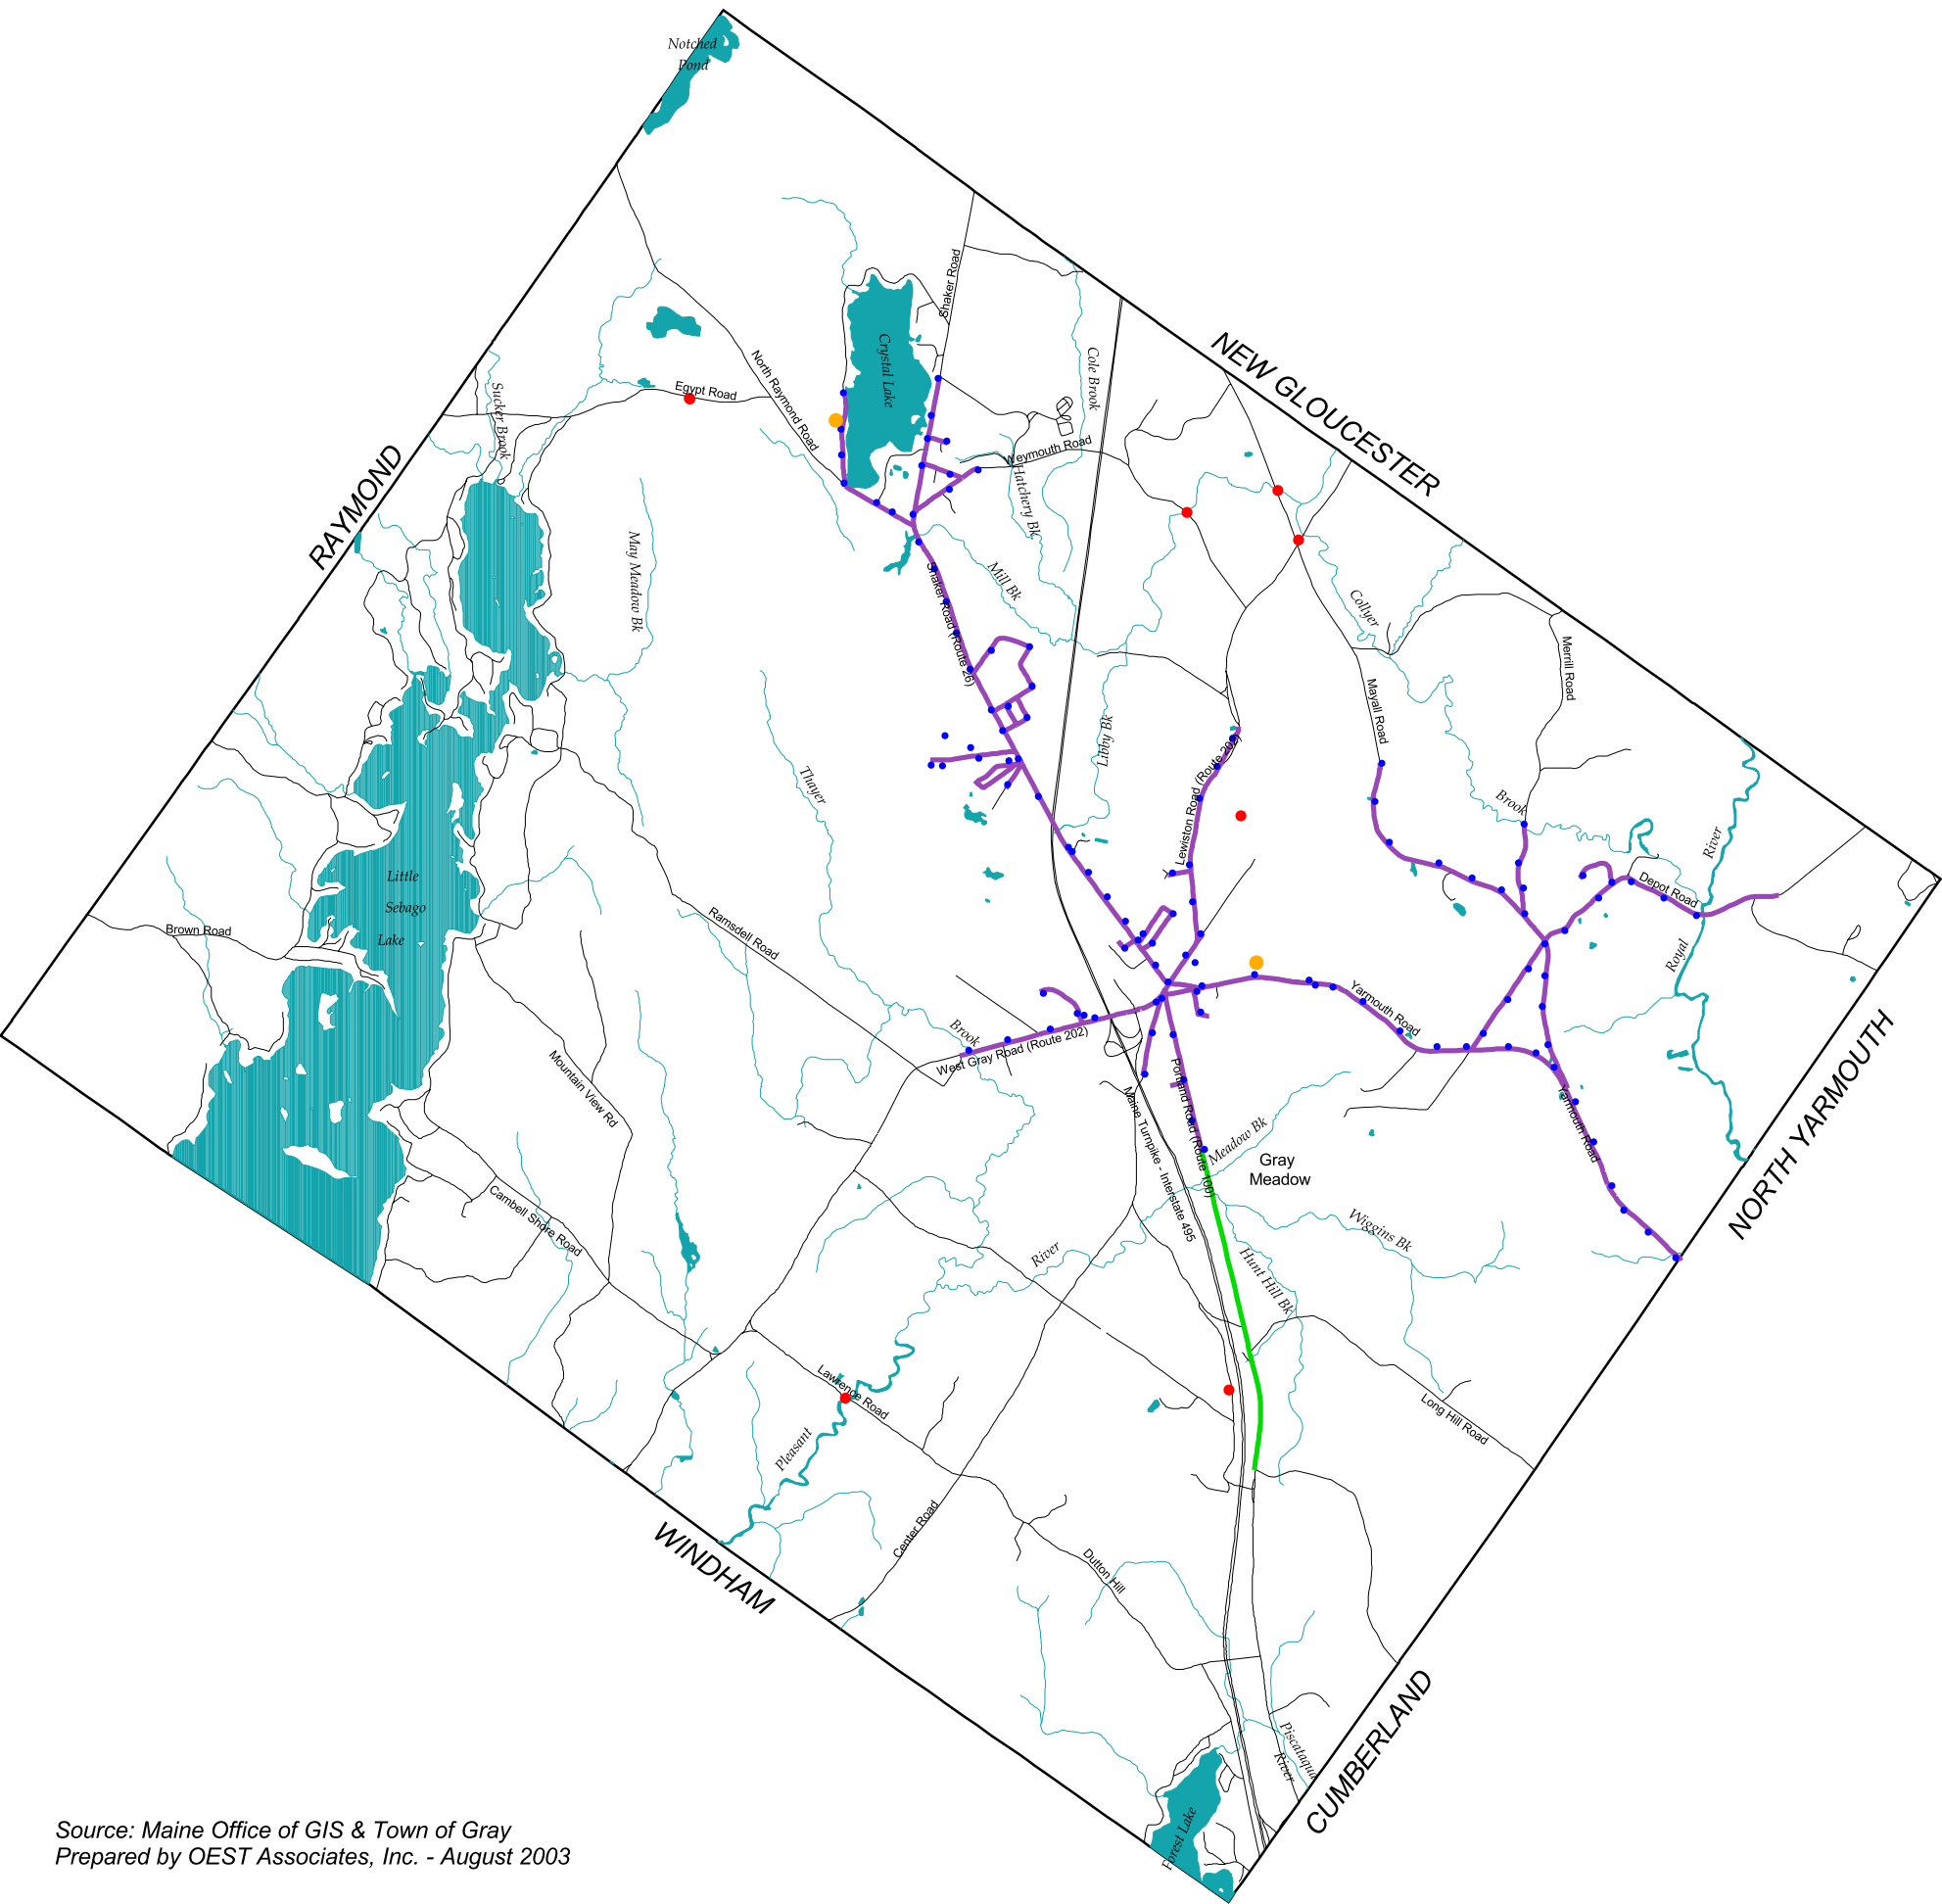 Notched
Pond
NEW GLOUCESTER
RAYMOND
Shaker Road
Cole Brook
Crystal Lake
North Raymond Road
Egypt Road
Sucker Brook
Weymouth Road
Hatchery Bk
May Meadow Bk
Mill Bk
Shaker Road (Route 26)
Collyer
Merrill Road
Mayall Road
Libby Bk
Lewiston Road (Route 202)
Thayer
Brook
River
Depot Road
Little
Sebago
Lake
Brown Road
Ramsdell Road
Royal
Yarmouth Road
Brook
West Gray Road (Route 202)
Mountain View Rd
Maine Turnpike - Interstate 495
Portland Road (Route 100)
Meadow Bk
Gray
Meadow
Yarmouth Road
NORTH YARMOUTH
Cambell Shore Road
River
Wiggins Bk
Hunt Hill Bk
Lawrence Road
Long Hill Road
Pleasant
Center Road
WINDHAM
Dutton Hill
CUMBERLAND
Piscataqua
River
Forest Lake
Source: Maine Office of GIS & Town of Gray
Prepared by OEST Associates, Inc. - August 2003